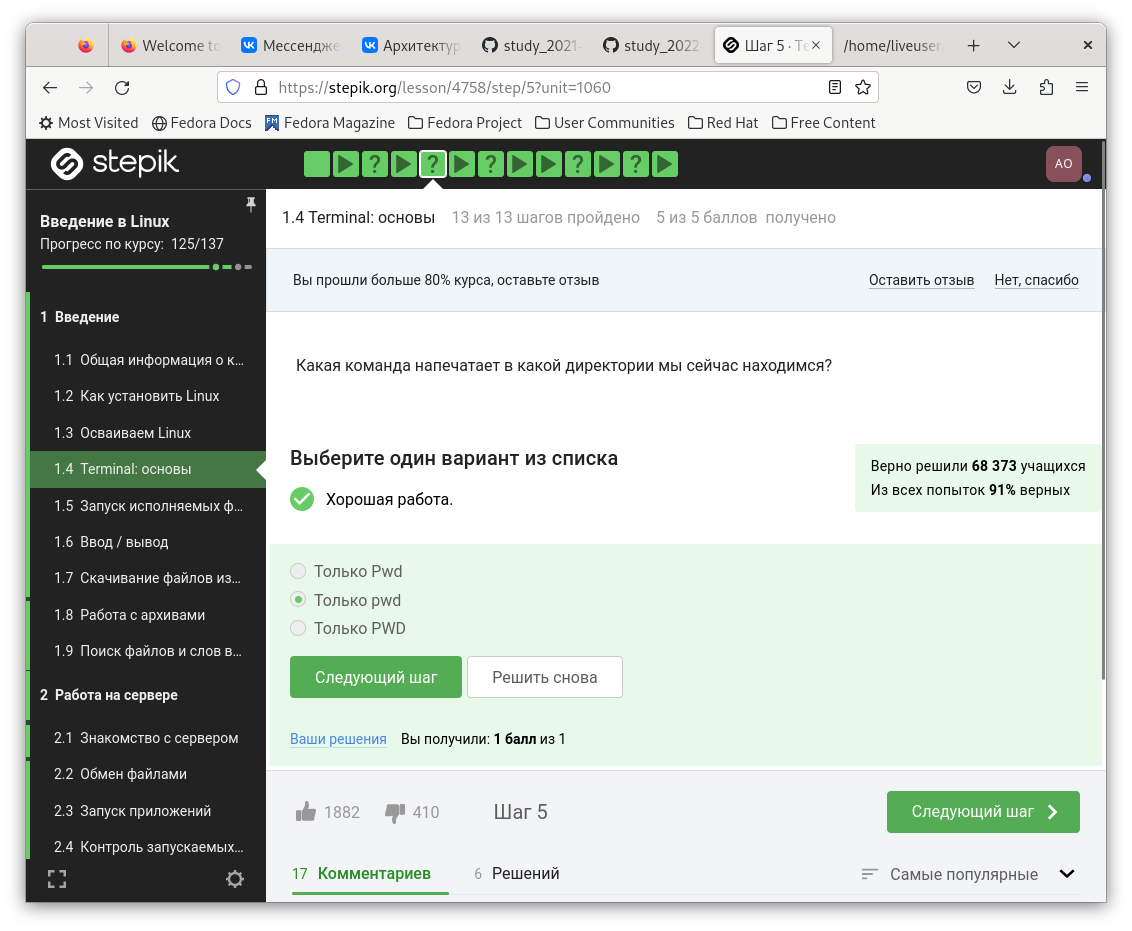 Welcome to
Мессендже
Архитектур
study_2021-
study_2022
Шаг 5 · Te
/home/liveuser
https://stepik.org/lesson/4758/step/5?unit=1060
Most Visited
Fedora Docs
Fedora Magazine
Fedora Project
User Communities
Red Hat
Free Content
stepik
AO
Введение в Linux
Прогресс по курсу: 125/137
1 Введение
1.1 Общая информация о к...
1.2 Как установить Linux
1.3 Осваиваем Linux
1.4 Terminal: основы
1.5 Запуск исполняемых ф...
1.6 Ввод / вывод
1.7 Скачивание файлов из...
1.8 Работа с архивами
1.9 Поиск файлов и слов в...
2 Работа на сервере
2.1 Знакомство с сервером
2.2 Обмен файлами
2.3 Запуск приложений
2.4 Контроль запускаемых...
1.4 Terminal: основы 13 из 13 шагов пройдено 5 из 5 баллов получено
Вы прошли больше 80% курса, оставьте отзыв
Оставить отзыв
Нет, спасибо
Какая команда напечатает в какой директории мы сейчас находимся?
Выберите один вариант из списка
Хорошая работа.
Верно решили 68 373 учащихся
Из всех попыток 91% верных
Только Pwd
Только pwd
Только PWD
Следующий шаг
Решить снова
Ваши решения Вы получили: 1 балл из 1
1882
410
Шаг 5
Следующий шаг
17 Комментариев
6 Решений
Самые популярные